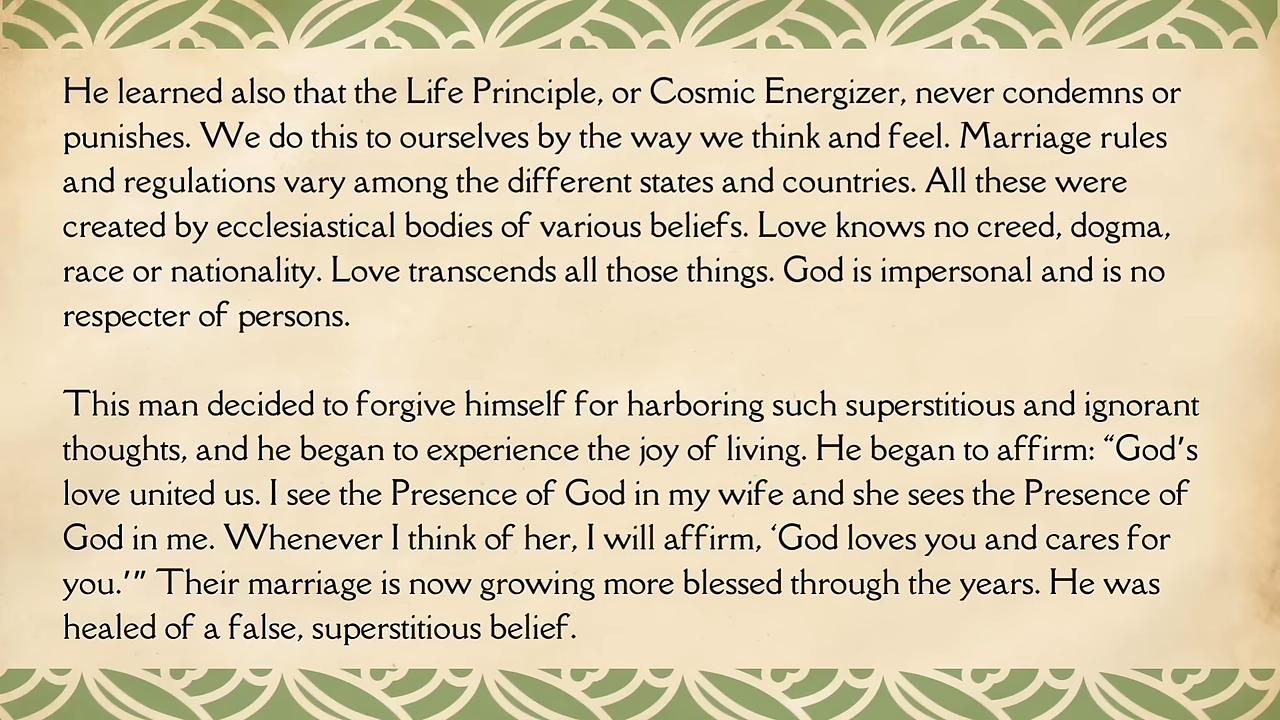 He learned also that the Life Principle, or Cosmic Energizer, never condemns or
punishes. We do this to ourselves by the way we think and feel. Marriage rules
and regulations vary among the different states and countries. All these were
created by ecclesiastical bodies of various beliefs. Love knows no creed, dogma,
race or nationality. Love transcends all those things. God is impersonal and is no
respecter of persons.
This man decided to forgive himself for harboring such superstitious and ignorant
thoughts, and he began to experience the joy of living. He began to affirm: “God's
love united us. I see the Presence of God in my wife and she sees the Presence of
God in me. Whenever I think of her, I will affirm, ‘God loves you and cares for
you.'" Their marriage is now growing more blessed through the years. He was
healed of a false, superstitious belief.